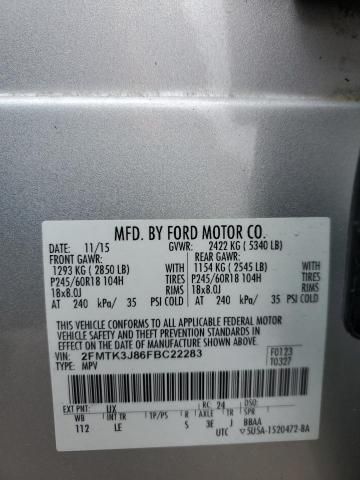 MFD. BY FORD MOTOR CO.
DATE: 11/15 GVWR: 2422 KG ( 5340 LB)
FRONT GAWR: REAR GAWR:
1293 KG ( 2850 LB) 1154 KG ( 2545 LB)
P245/60R18 104H TIRES P245/60R18 104H TIRES
18x8.0J RIMS 18x8.0J RIMS
AT 240 kPa/ 35 PSI COLD AT 240 kPa/ 35 PSI COLD
THIS VEHICLE CONFORMS TO ALL APPLICABLE FEDERAL MOTOR
VEHICLE SAFETY AND THEFT PREVENTION STANDARDS IN
EFFECT ON THE DATE OF MANUFACTURE SHOWN ABOVE.
VIN: 2FMTK3J86FBC22283 F0123
TYPE: MPV T0327
EXT PNT: UX RC: 24 DSO:
WB INT TR TP/PS R AXLE TR SPR
112 LE S 3E J BBAA
UTC 5U5A-1520472-BA